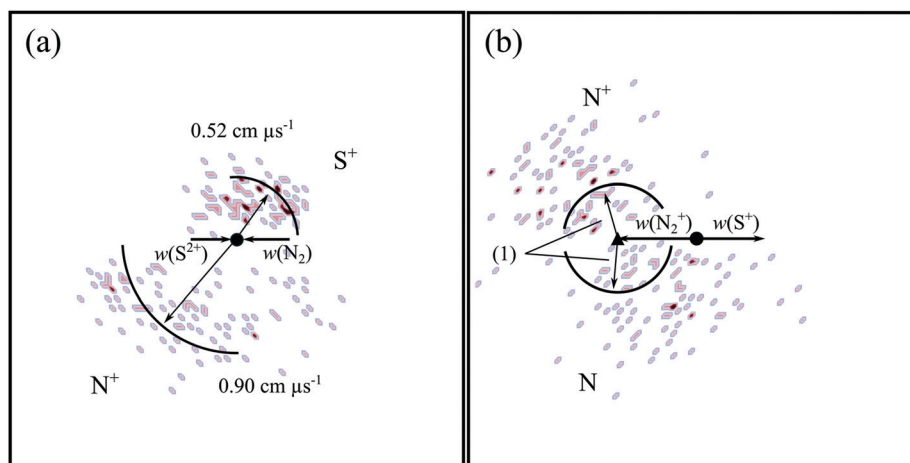 (a)
0.52 cm μs⁻¹
S⁺
w(S²⁺)
w(N₂)
N⁺
0.90 cm μs⁻¹
(b)
N⁺
w(N₂⁺)
w(S⁺)
(1)
N